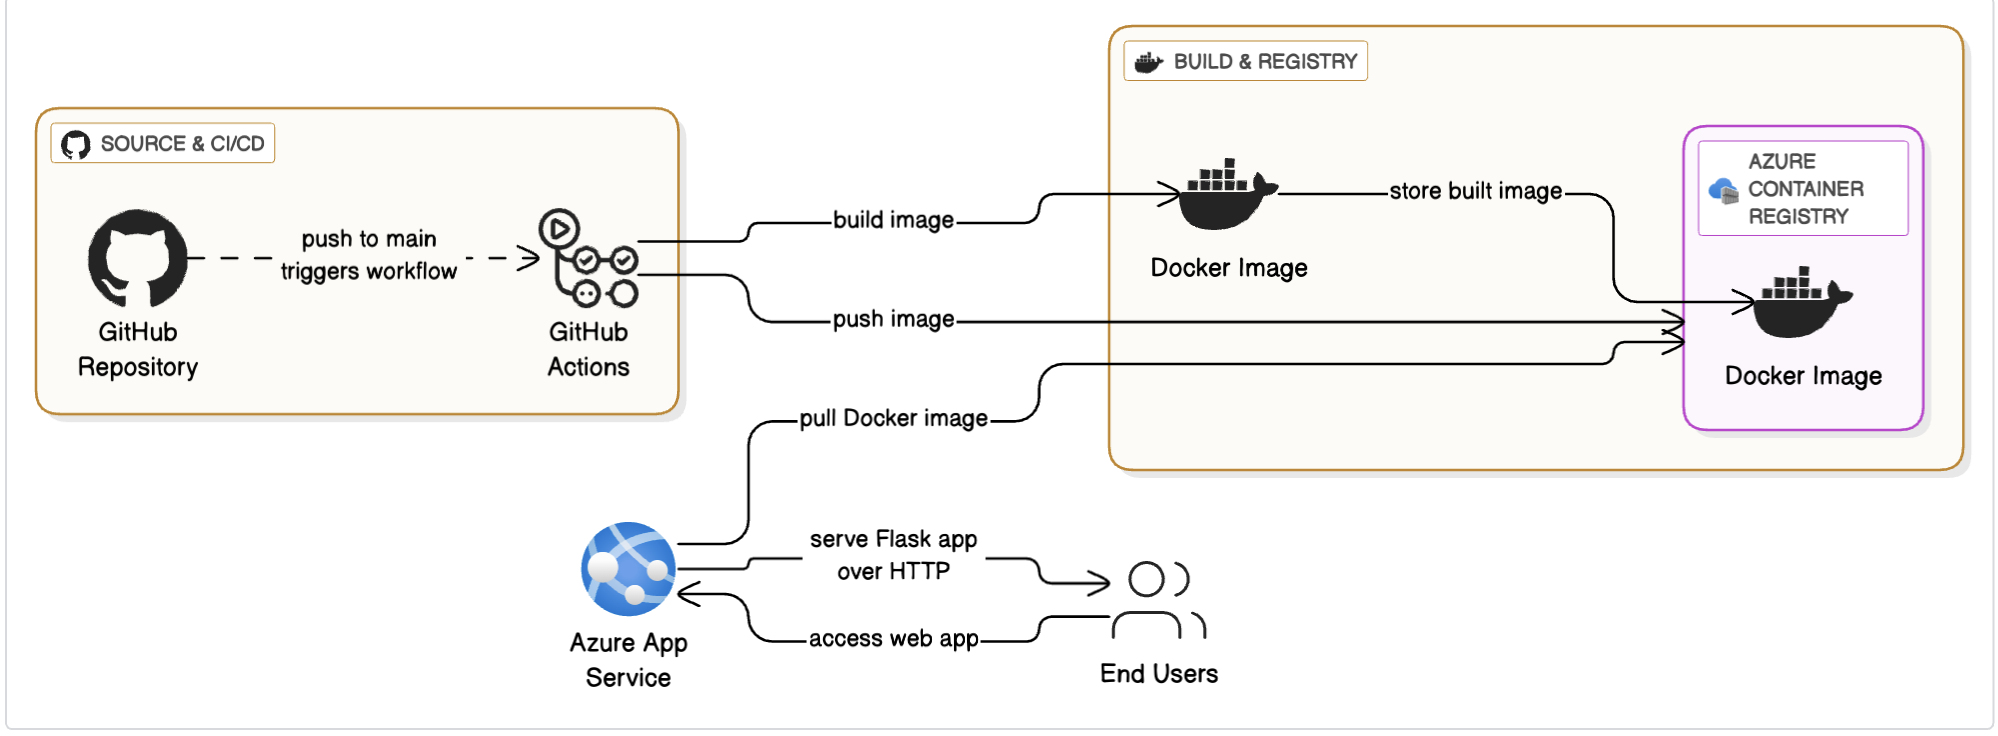 BUILD & REGISTRY
SOURCE & CI/CD
AZURE
CONTAINER
REGISTRY
push to main
triggers workflow
build image
store built image
Docker Image
GitHub
Repository
GitHub
Actions
push image
Docker Image
pull Docker image
serve Flask app
over HTTP
access web app
Azure App
Service
End Users